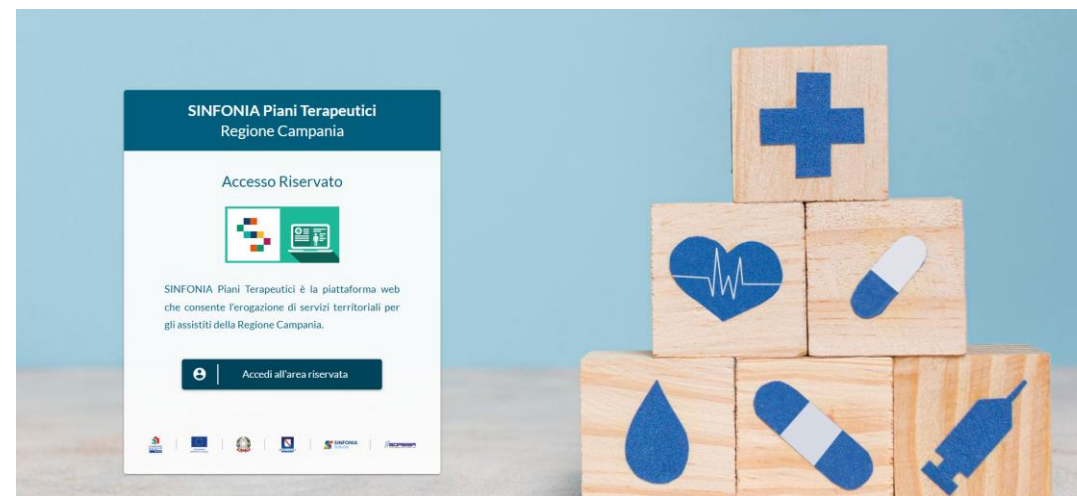 SINFONIA Piani Terapeutici
Regione Campania
Accesso Riservato
SINFONIA Piani Terapeutici è la piattaforma web
che consente l'erogazione di servizi territoriali per
gli assistiti della Regione Campania.
Accedi all'area riservata
SINFONIA